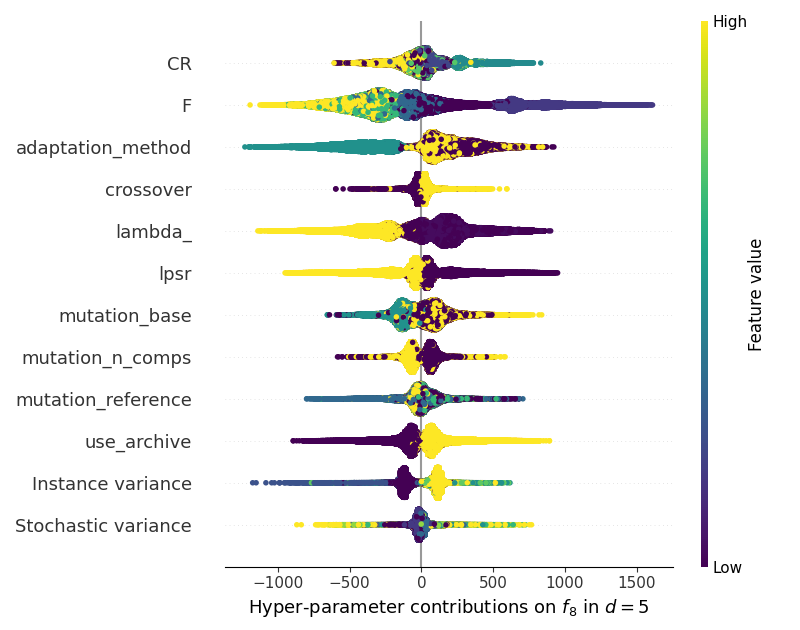 High
CR
F
adaptation_method
crossover
lambda_
lpsr
mutation_base
mutation_n_comps
mutation_reference
use_archive
Instance variance
Stochastic variance
Feature value
Low
−1000 −500 0 500 1000 1500
Hyper-parameter contributions on f₈ in d = 5